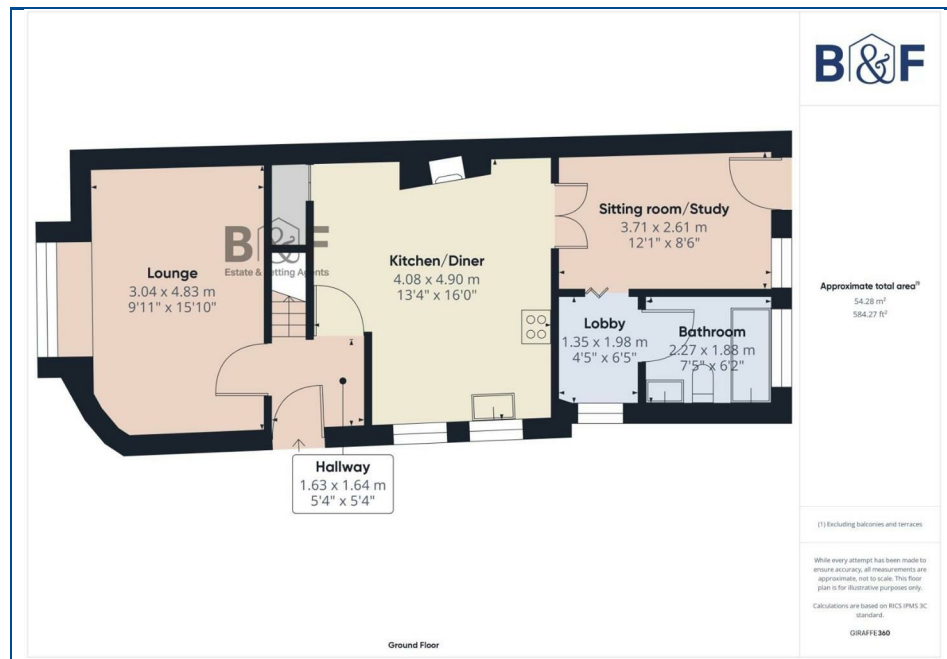 B&F
B&F
Estate & Letting Agents
Lounge
3.04 x 4.83 m
9'11" x 15'10"
Kitchen/Diner
4.08 x 4.90 m
13'4" x 16'0"
Sitting room/Study
3.71 x 2.61 m
12'1" x 8'6"
Lobby
1.35 x 1.98 m
4'5" x 6'5"
Bathroom
2.27 x 1.88 m
7'5" x 6'2"
Hallway
1.63 x 1.64 m
5'4" x 5'4"
Ground Floor
Approximate total area⁽¹⁾
54.28 m²
584.27 ft²
(1) Excluding balconies and terraces
While every attempt has been made to
ensure accuracy, all measurements are
approximate, not to scale. This floor
plan is for illustrative purposes only.
Calculations are based on RICS IPMS 3C
standard.
GIRAFFE360